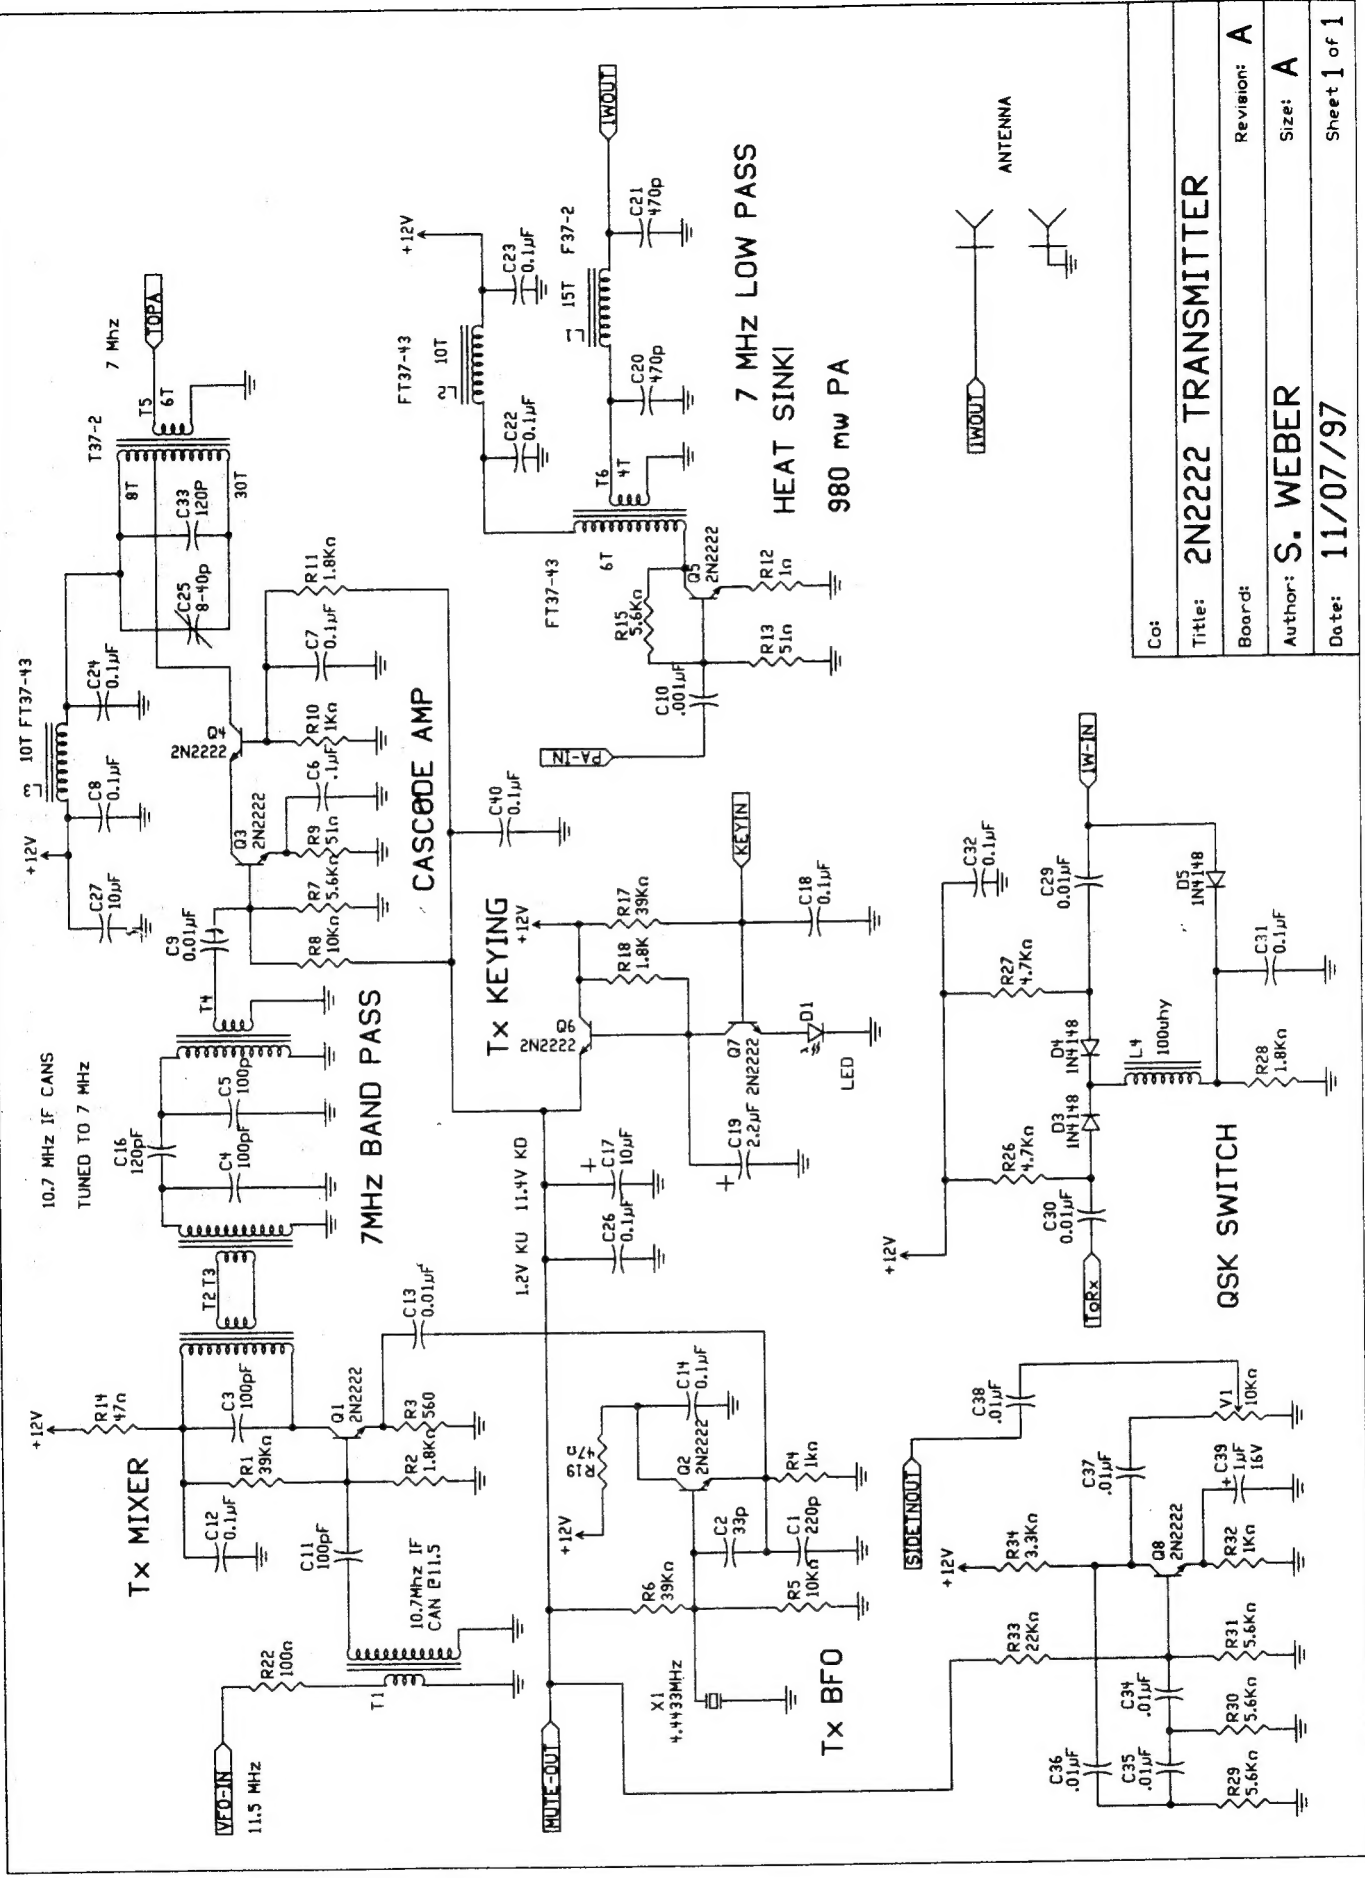 VFO-IN
11.5 MHz
R22
100Ω
T1
10.7Mhz IF
CAN @11.5
C11
100pF
Tx MIXER
C12
0.1µF
+12V
R14
47Ω
R1
39KΩ
C3
100pF
R2
1.8KΩ
Q1
2N2222
R3
560
C13
0.01µF
T2 T3
10.7 MHz IF CANS
TUNED TO 7 MHz
C16
120pF
C4
100pF
C5
100p
T4
7MHz BAND PASS
C9
0.01µF
R8
10KΩ
R7
5.6KΩ
R9
51Ω
C6
.1µF
Q3
2N2222
Q4
2N2222
R10
1KΩ
C7
0.1µF
R11
1.8KΩ
CASCODE AMP
+12V
C27
10µF
C8
0.1µF
L3
10T FT37-43
C24
0.1µF
C25
8-40p
C33
120P
8T
30T
T37-2
T5
6T
7 Mhz
TOPA
MUTE-OUT
1.2V KU 11.4V KD
C26
0.1µF
C17
10µF
+
C40
0.1µF
Tx KEYING
+12V
Q6
2N2222
R18
1.8K
R17
39KΩ
C19
2.2µF
+
Q7
2N2222
D1
LED
C18
0.1µF
KEYIN
X1
4.4433MHz
R6
39KΩ
R5
10KΩ
C2
33p
C1
220p
+12V
R19
47Ω
Q2
2N2222
C14
0.1µF
R4
1kΩ
Tx BFO
PA-IN
C10
.001µF
R15
5.6KΩ
R13
51Ω
Q5
2N2222
R12
1Ω
FT37-43
6T
T6
4T
C22
0.1µF
FT37-43
L2
10T
C23
0.1µF
+12V
C20
470p
L1
15T
F37-2
C21
470p
1WOUT
7 MHz LOW PASS
HEAT SINK!
980 mw PA
SIDETNOUT
C38
.01µF
+12V
R33
22KΩ
R34
3.3KΩ
C36
.01µF
C35
.01µF
C34
.01µF
R29
5.6KΩ
R30
5.6KΩ
R31
5.6KΩ
Q8
2N2222
R32
1KΩ
C37
.01µF
C39
+
1µF
16V
V1
10KΩ
+12V
ToRx
C30
0.01µF
R26
4.7KΩ
D3
1N4148
D4
1N4148
R27
4.7KΩ
C32
0.1µF
C29
0.01µF
1W-IN
L4
100uhy
D5
1N4148
R28
1.8KΩ
C31
0.1µF
QSK SWITCH
1WOUT
ANTENNA
Co:
Title: 2N2222 TRANSMITTER
Board: Revision: A
Author: S. WEBER Size: A
Date: 11/07/97 Sheet 1 of 1